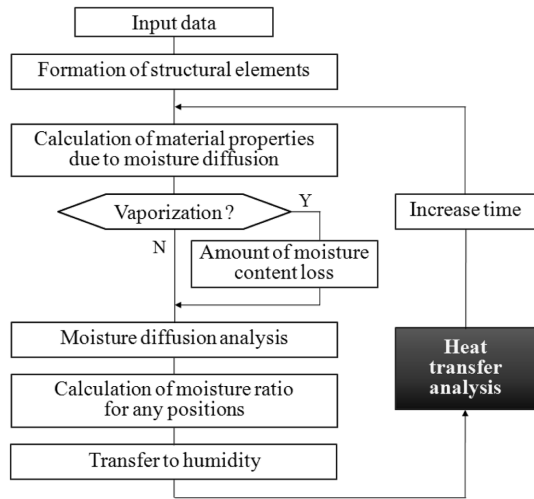 Input data
Formation of structural elements
Calculation of material properties
due to moisture diffusion
Vaporization ?
Y
N
Amount of moisture
content loss
Increase time
Moisture diffusion analysis
Heat
transfer
analysis
Calculation of moisture ratio
for any positions
Transfer to humidity